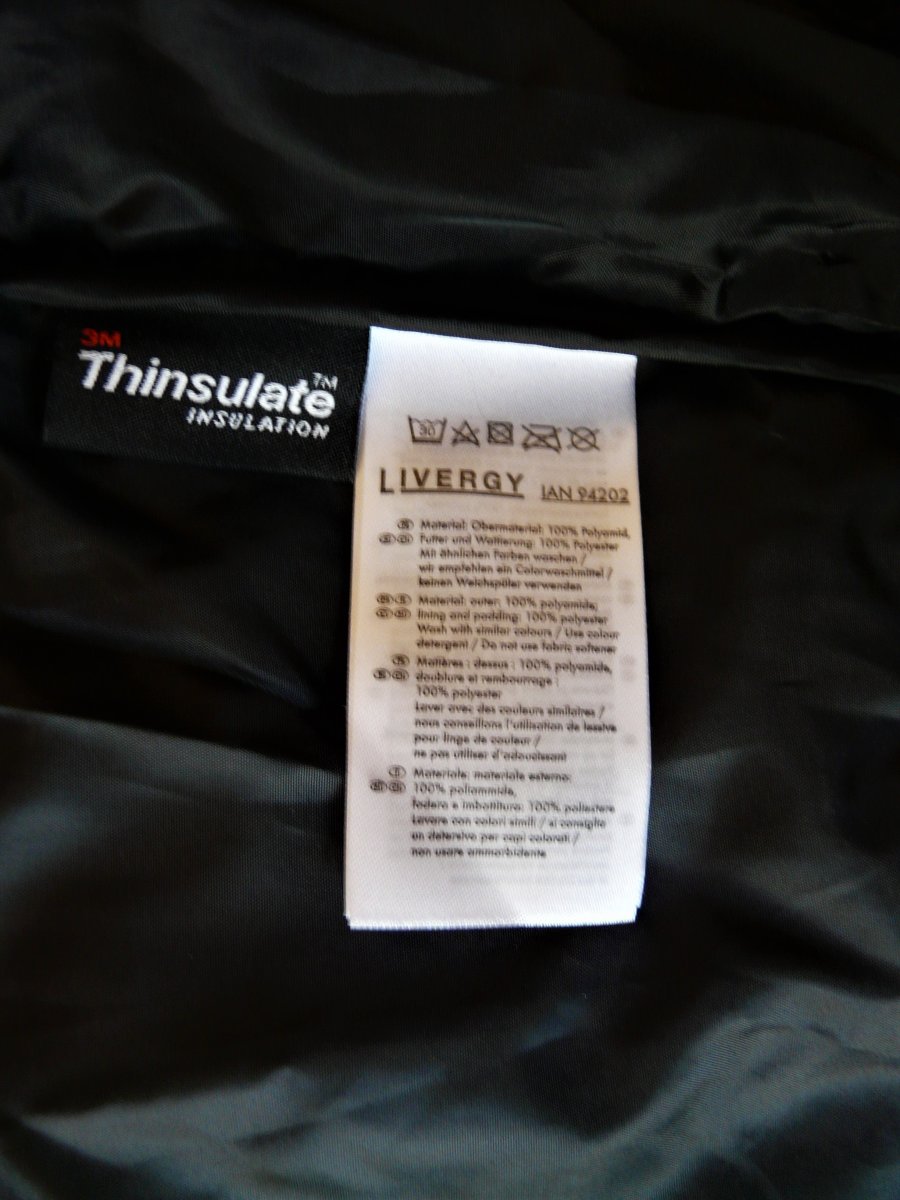 3M
Thinsulate™
INSULATION
30
LIVERGY IAN 94202
Material: Obermaterial: 100% Polyamid,
Futter und Wattierung: 100% Polyester
Mit ähnlichen Farben waschen /
wir empfehlen ein Colorwaschmittel /
keinen Weichspüler verwenden
Material: outer: 100% polyamide;
lining and padding: 100% polyester
Wash with similar colours / Use colour
detergent / Do not use fabric softener
Matières : dessus : 100% polyamide,
doublure et rembourrage :
100% polyester
Laver avec des couleurs similaires /
nous conseillons l'utilisation de lessive
pour linge de couleur /
ne pas utiliser d'adoucissant
Materiale: materiale esterno:
100% poliammide,
fodera e imbottitura: 100% poliestere
Lavare con colori simili / si consiglia
un detersivo per capi colorati /
non usare ammorbidente